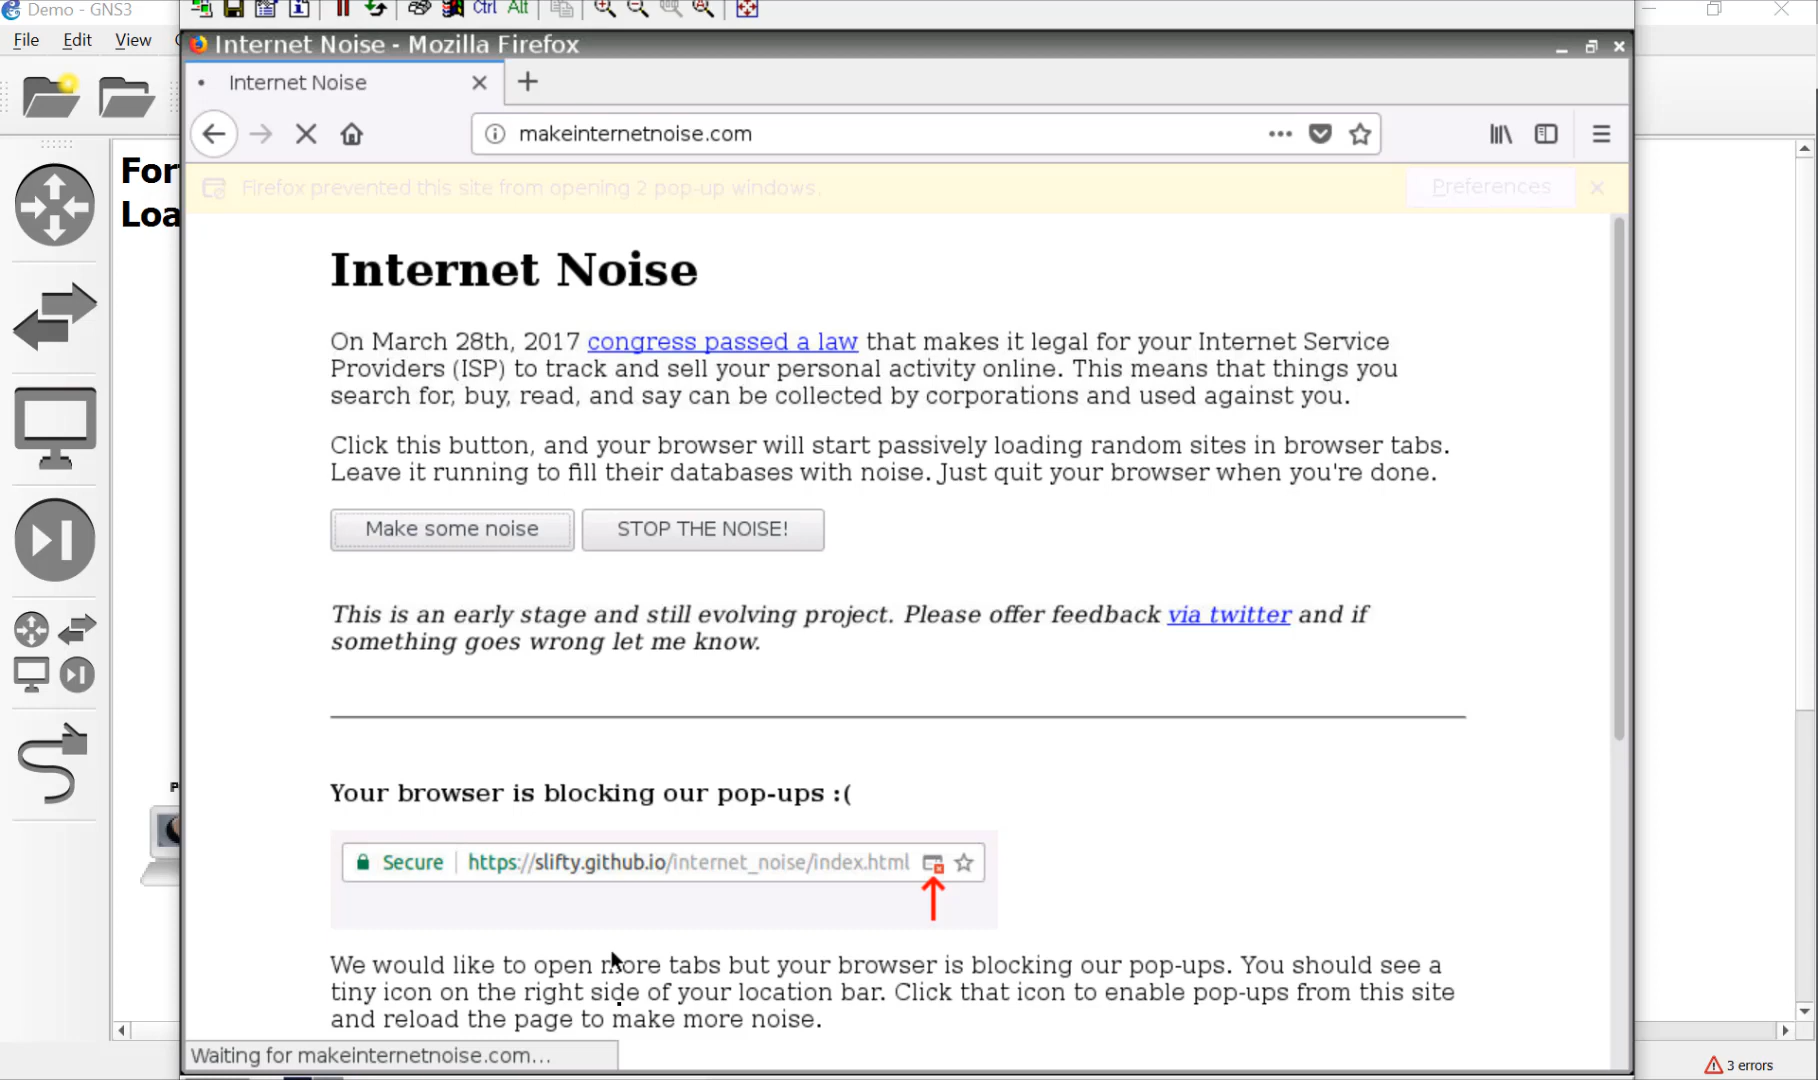 Demo - GNS3
Ctrl Alt
File Edit View
Internet Noise - Mozilla Firefox
Internet Noise
makeinternetnoise.com
Firefox prevented this site from opening 2 pop-up windows.
Preferences
For
Loa
Internet Noise
On March 28th, 2017 congress passed a law that makes it legal for your Internet Service
Providers (ISP) to track and sell your personal activity online. This means that things you
search for, buy, read, and say can be collected by corporations and used against you.
Click this button, and your browser will start passively loading random sites in browser tabs.
Leave it running to fill their databases with noise. Just quit your browser when you're done.
Make some noise
STOP THE NOISE!
This is an early stage and still evolving project. Please offer feedback via twitter and if
something goes wrong let me know.
Your browser is blocking our pop-ups :(
Secure https://slifty.github.io/internet_noise/index.html
We would like to open more tabs but your browser is blocking our pop-ups. You should see a
tiny icon on the right side of your location bar. Click that icon to enable pop-ups from this site
and reload the page to make more noise.
Waiting for makeinternetnoise.com...
3 errors